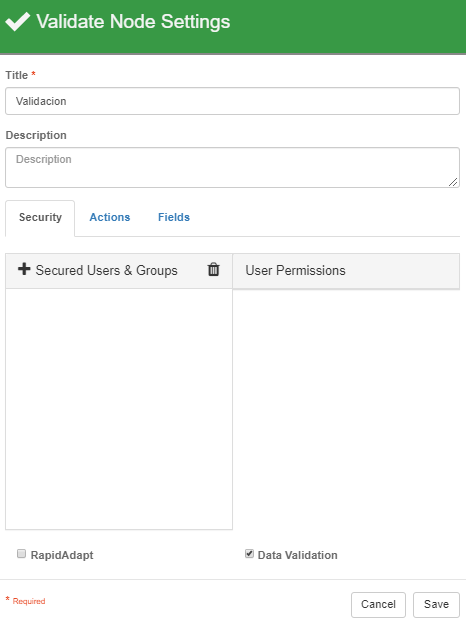 Validate Node Settings
Title *
Validacion
Description
Description
Security Actions Fields
Secured Users & Groups User Permissions
RapidAdapt Data Validation
* Required Cancel Save